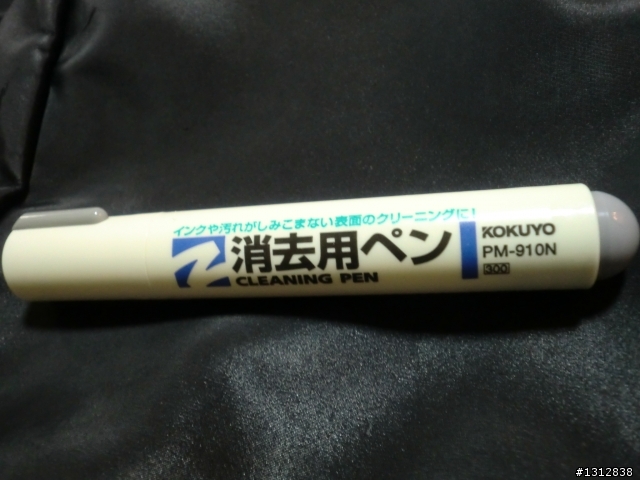 インクや汚れがしみこまない表面のクリーニングに!
消去用ペン
CLEANING PEN
KOKUYO
PM-910N
300
#1312838